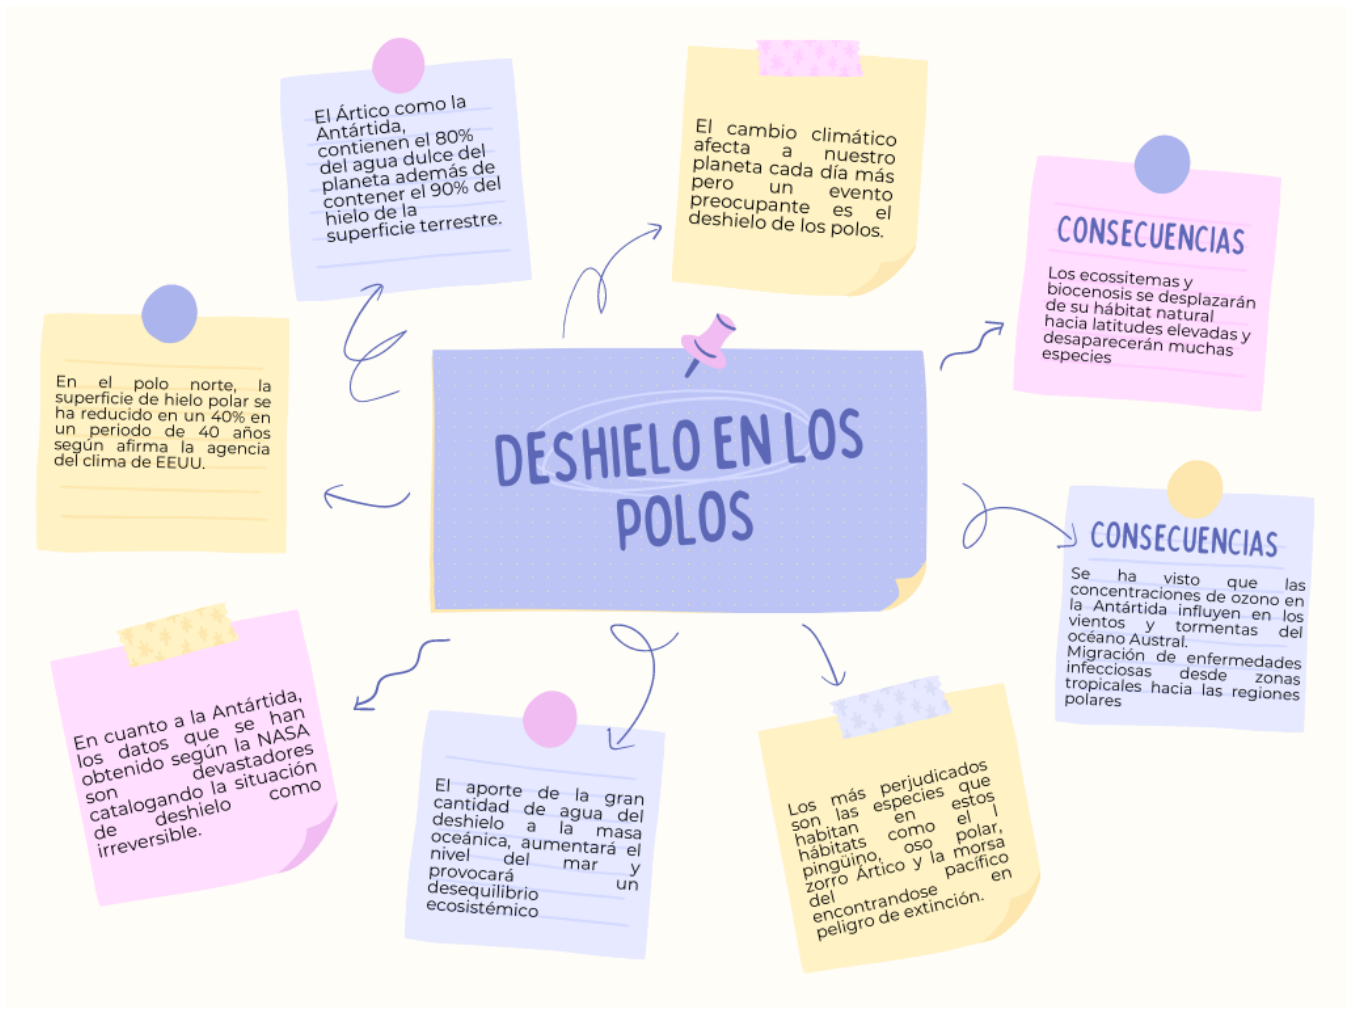 El Ártico como la
Antártida,
contienen el 80%
del agua dulce del
planeta además de
contener el 90% del
hielo de la
superficie terrestre.
El cambio climático
afecta a nuestro
planeta cada día más
pero un evento
preocupante es el
deshielo de los polos.
CONSECUENCIAS
Los ecossitemas y
biocenosis se desplazarán
de su hábitat natural
hacia latitudes elevadas y
desaparecerán muchas
especies
En el polo norte, la
superficie de hielo polar se
ha reducido en un 40% en
un periodo de 40 años
según afirma la agencia
del clima de EEUU.
DESHIELO EN LOS
POLOS
CONSECUENCIAS
Se ha visto que las
concentraciones de ozono en
la Antártida influyen en los
vientos y tormentas del
océano Austral.
Migración de enfermedades
infecciosas desde zonas
tropicales hacia las regiones
polares
En cuanto a la Antártida,
los datos que se han
obtenido según la NASA
son devastadores
catalogando la situación
de deshielo como
irreversible.
El aporte de la gran
cantidad de agua del
deshielo a la masa
oceánica, aumentará el
nivel del mar y
provocará un
desequilibrio
ecosistémico
Los más perjudicados
son las especies que
habitan en estos
hábitats como el l
pingüino, oso polar,
zorro Ártico y la morsa
del pacífico
encontrandose en
peligro de extinción.